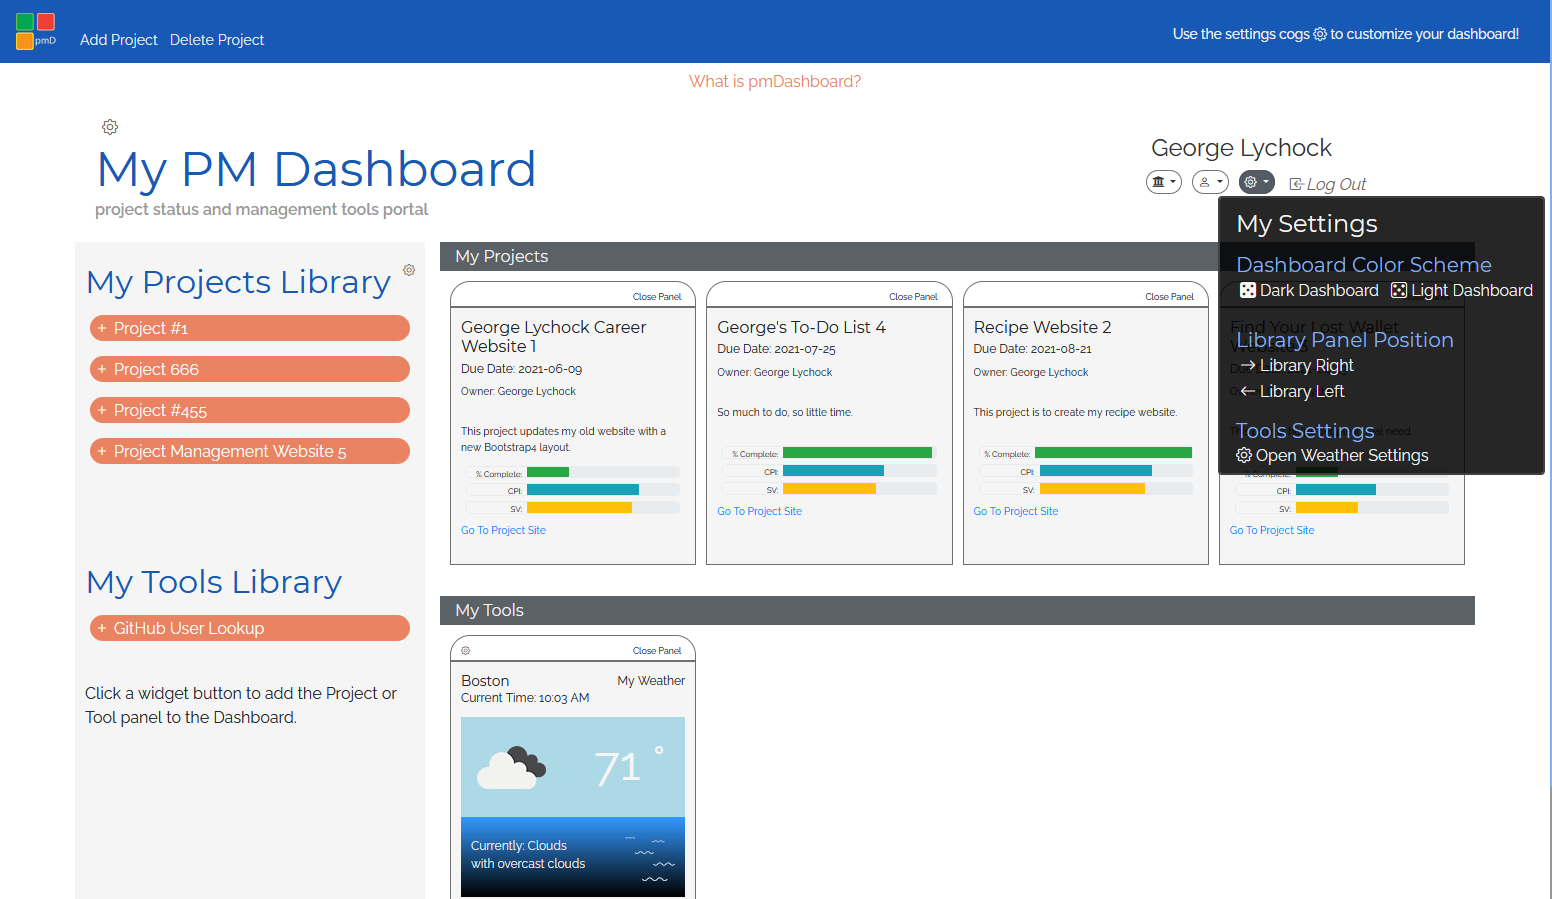 pmD
Add Project Delete Project
Use the settings cogs to customize your dashboard!
What is pmDashboard?
My PM Dashboard
project status and management tools portal
George Lychock
Log Out
My Settings
Dashboard Color Scheme
Dark Dashboard Light Dashboard
Library Panel Position
Library Right
Library Left
Tools Settings
Open Weather Settings
My Projects Library
+ Project #1
+ Project 666
+ Project #455
+ Project Management Website 5
My Tools Library
+ GitHub User Lookup
Click a widget button to add the Project or
Tool panel to the Dashboard.
My Projects
Close Panel
George Lychock Career
Website 1
Due Date: 2021-06-09
Owner: George Lychock
This project updates my old website with a
new Bootstrap4 layout.
% Complete:
CPI:
SV:
Go To Project Site
Close Panel
George's To-Do List 4
Due Date: 2021-07-25
Owner: George Lychock
So much to do, so little time.
% Complete:
CPI:
SV:
Go To Project Site
Close Panel
Recipe Website 2
Due Date: 2021-08-21
Owner: George Lychock
This project is to create my recipe website.
% Complete:
CPI:
SV:
Go To Project Site
Find Your Lost Wallet
% Complete:
CPI:
SV:
Go To Project Site
My Tools
Close Panel
Boston My Weather
Current Time: 10:03 AM
71 °
Currently: Clouds
with overcast clouds